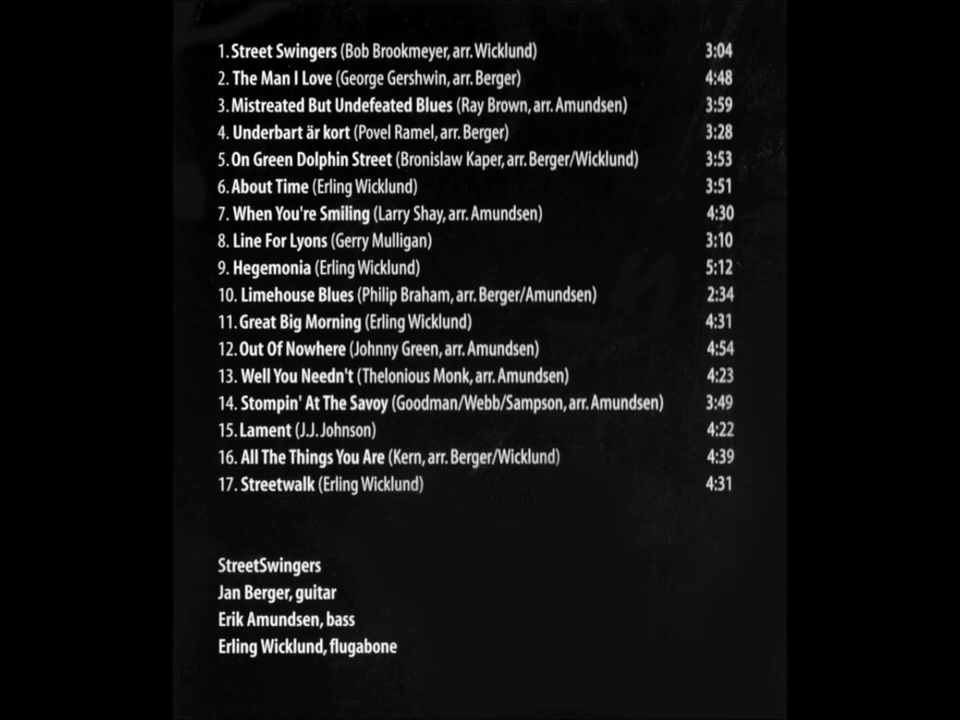 1. Street Swingers (Bob Brookmeyer, arr. Wicklund) 3:04
2. The Man I Love (George Gershwin, arr. Berger) 4:48
3. Mistreated But Undefeated Blues (Ray Brown, arr. Amundsen) 3:59
4. Underbart är kort (Povel Ramel, arr. Berger) 3:28
5. On Green Dolphin Street (Bronislaw Kaper, arr. Berger/Wicklund) 3:53
6. About Time (Erling Wicklund) 3:51
7. When You're Smiling (Larry Shay, arr. Amundsen) 4:30
8. Line For Lyons (Gerry Mulligan) 3:10
9. Hegemonia (Erling Wicklund) 5:12
10. Limehouse Blues (Philip Braham, arr. Berger/Amundsen) 2:34
11. Great Big Morning (Erling Wicklund) 4:31
12. Out Of Nowhere (Johnny Green, arr. Amundsen) 4:54
13. Well You Needn't (Thelonious Monk, arr. Amundsen) 4:23
14. Stompin' At The Savoy (Goodman/Webb/Sampson, arr. Amundsen) 3:49
15. Lament (J.J. Johnson) 4:22
16. All The Things You Are (Kern, arr. Berger/Wicklund) 4:39
17. Streetwalk (Erling Wicklund) 4:31
StreetSwingers
Jan Berger, guitar
Erik Amundsen, bass
Erling Wicklund, flugabone